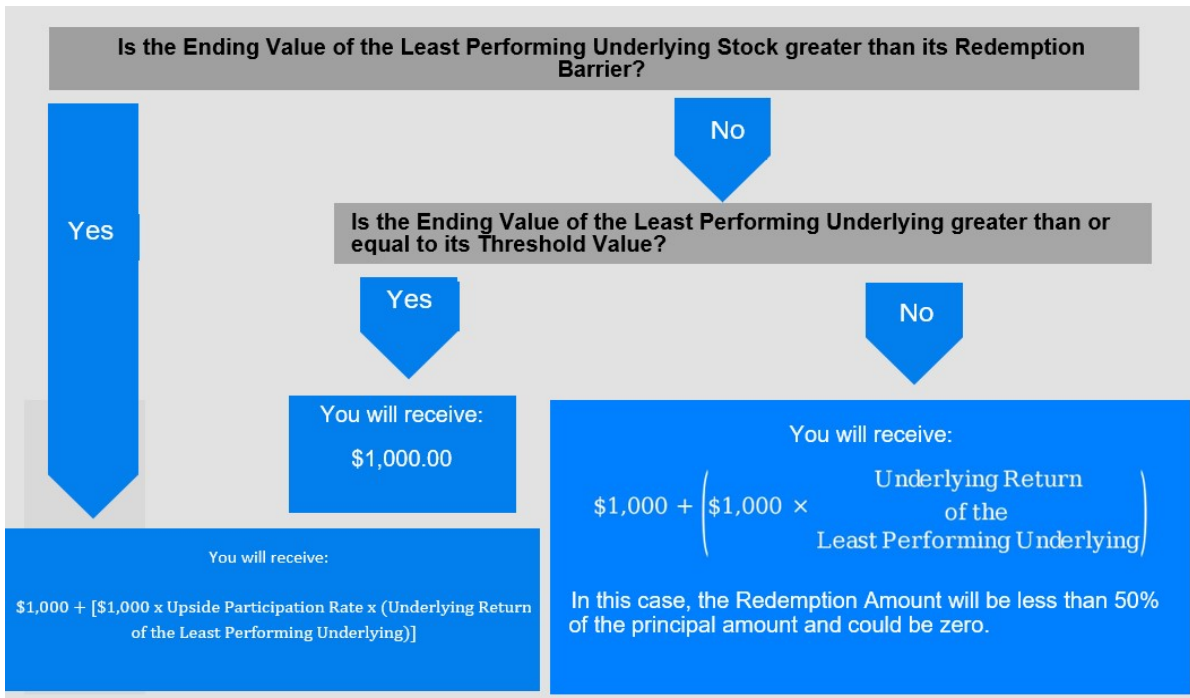 Is the Ending Value of the Least Performing Underlying Stock greater than its Redemption
Barrier?
No
Yes
Is the Ending Value of the Least Performing Underlying greater than or
equal to its Threshold Value?
Yes
No
You will receive:
$1,000.00
You will receive:
$1,000 + ($1,000 ×
Underlying Return
of the
Least Performing Underlying)
In this case, the Redemption Amount will be less than 50%
of the principal amount and could be zero.
You will receive:
$1,000 + [$1,000 x Upside Participation Rate x (Underlying Return
of the Least Performing Underlying)]